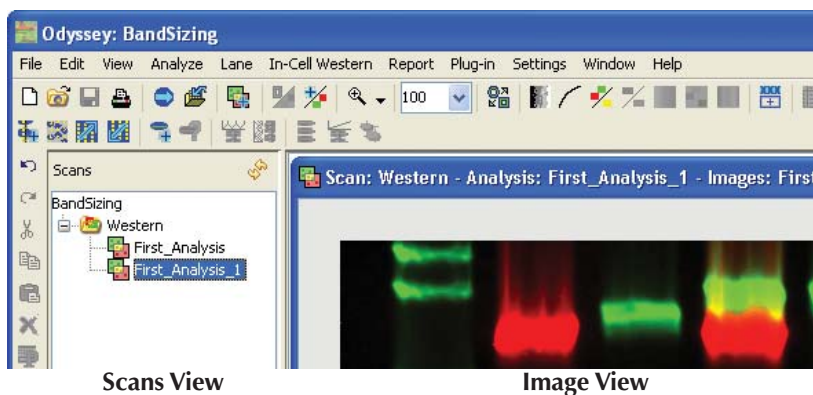 Odyssey: BandSizing
File Edit View Analyze Lane In-Cell Western Report Plug-in Settings Window Help
100
XXX
Scans
Scan: Western - Analysis: First_Analysis_1 - Images: First
BandSizing
Western
First_Analysis
First_Analysis_1
Scans View Image View